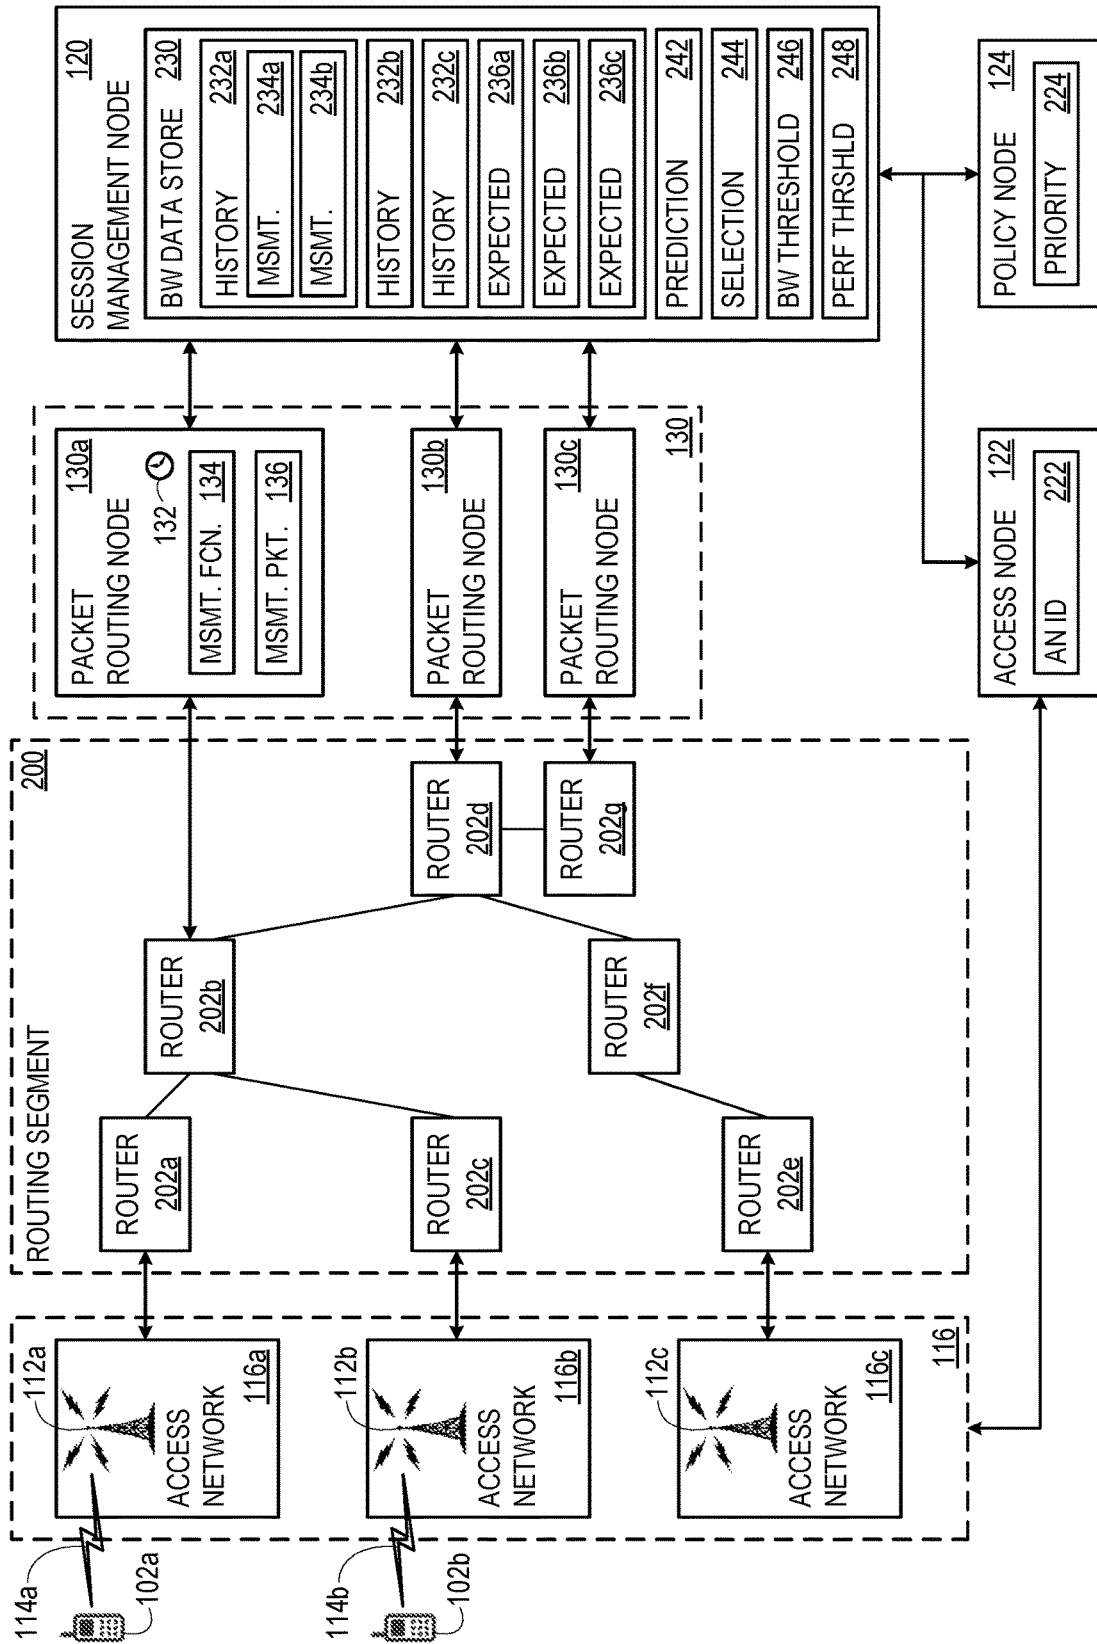 114a
102a
114b
102b
112a
ACCESS
NETWORK
116a
112b
ACCESS
NETWORK
116b
112c
ACCESS
NETWORK
116c
116
ROUTING SEGMENT
200
ROUTER
202a
ROUTER
202b
ROUTER
202c
ROUTER
202d
ROUTER
202e
ROUTER
202f
ROUTER
202g
PACKET
ROUTING NODE
130a
132
MSMT. FCN. 134
MSMT. PKT. 136
PACKET
ROUTING NODE
130b
PACKET
ROUTING NODE
130c
130
SESSION
MANAGEMENT NODE
120
BW DATA STORE 230
HISTORY 232a
MSMT. 234a
MSMT. 234b
HISTORY 232b
HISTORY 232c
EXPECTED 236a
EXPECTED 236b
EXPECTED 236c
PREDICTION 242
SELECTION 244
BW THRESHOLD 246
PERF THRSHLD 248
ACCESS NODE 122
AN ID 222
POLICY NODE 124
PRIORITY 224